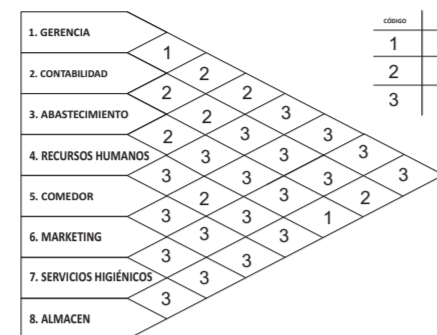 CÓDIGO
1
2
3
1. GERENCIA
1
2. CONTABILIDAD 2
2 2
3. ABASTECIMIENTO 2 3
2 3 3
4. RECURSOS HUMANOS 3 3 3
3 3 3 3
5. COMEDOR 2 3 2
3 3 1
6. MARKETING 3 3
3 3
7. SERVICIOS HIGIÉNICOS 3
3
8. ALMACEN